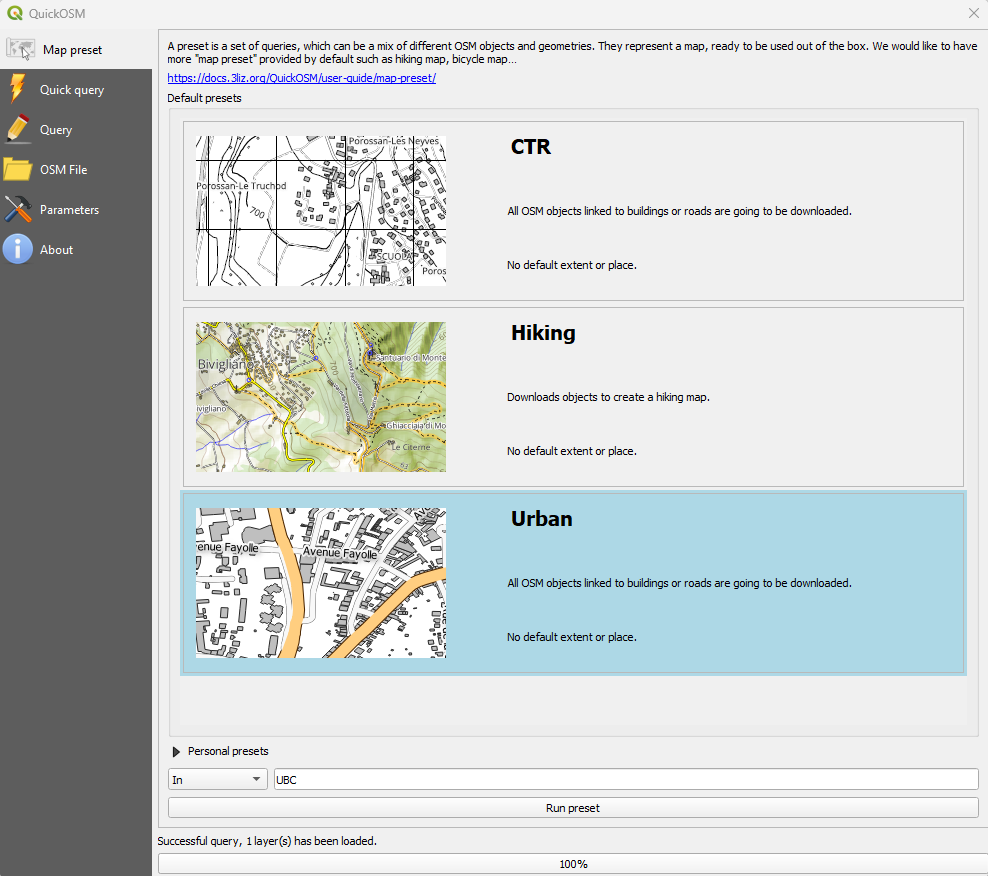 QuickOSM
Map preset
Quick query
Query
OSM File
Parameters
About
A preset is a set of queries, which can be a mix of different OSM objects and geometries. They represent a map, ready to be used out of the box. We would like to have
more "map preset" provided by default such as hiking map, bicycle map...
https://docs.3liz.org/QuickOSM/user-guide/map-preset/
Default presets
Porossan-Les Neyves
Porossan-Le Truchod
700
SCUOLA
Poros
CTR
All OSM objects linked to buildings or roads are going to be downloaded.
No default extent or place.
Bivigliano
Santuario di Monte
700
ivigliano
Ghiacciaia di Mo
Le Citerne
Hiking
Downloads objects to create a hiking map.
No default extent or place.
enue Fayolle
Avenue Fayolle
Urban
All OSM objects linked to buildings or roads are going to be downloaded.
No default extent or place.
Personal presets
In
UBC
Run preset
Successful query, 1 layer(s) has been loaded.
100%